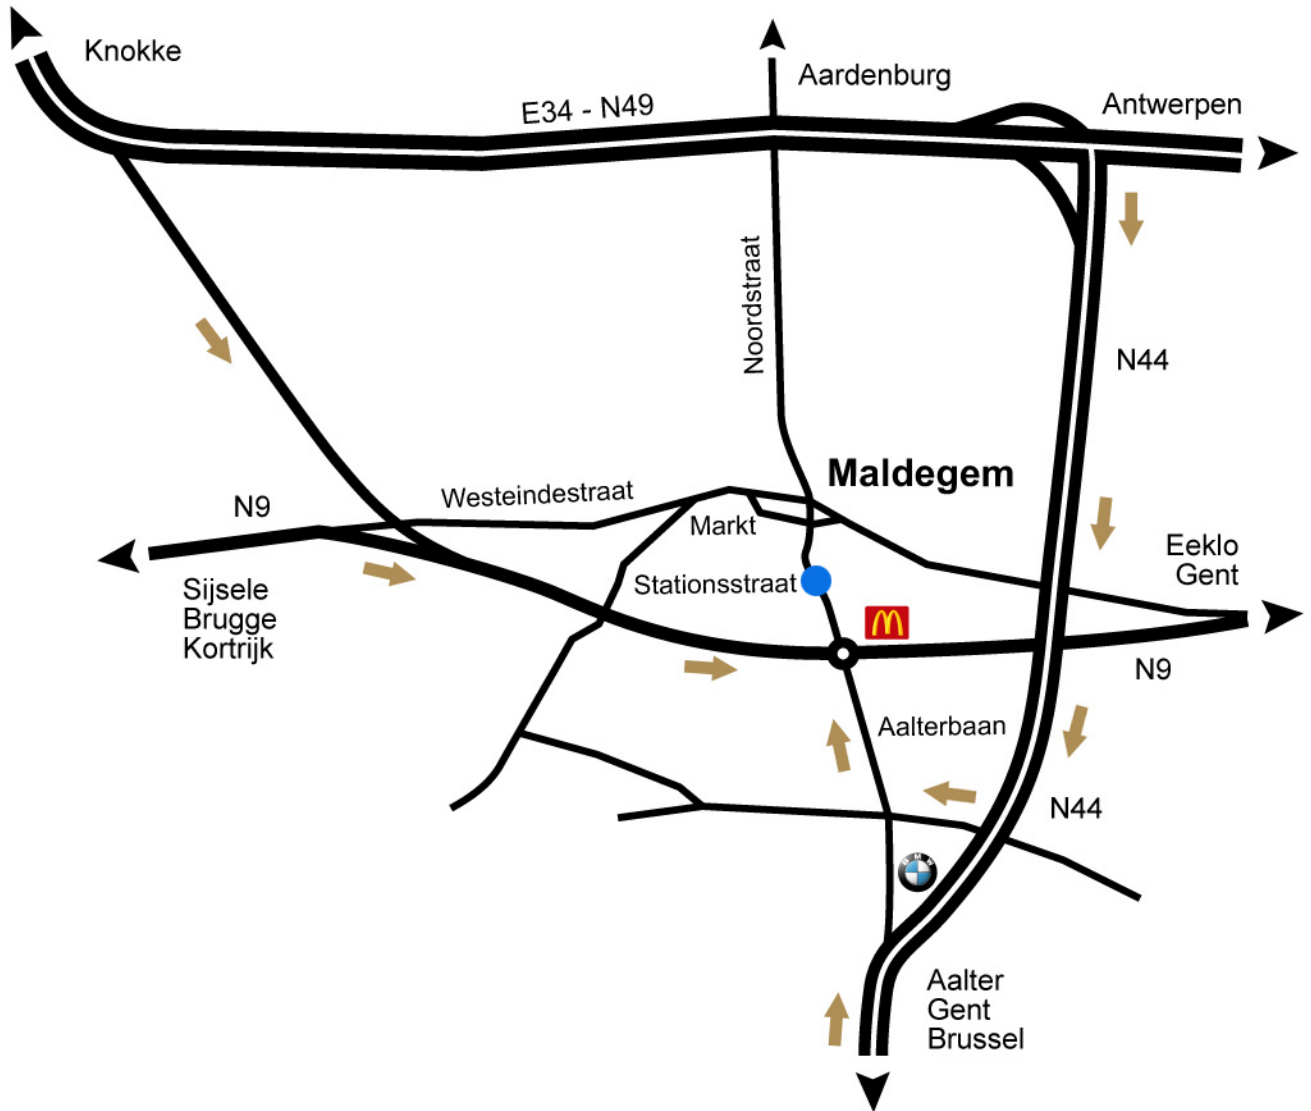 Knokke
Aardenburg
E34 - N49
Antwerpen
Noordstraat
N44
Maldegem
Westeindestraat
N9
Markt
Eeklo
Gent
Stationsstraat
Sijsele
Brugge
Kortrijk
N9
Aalterbaan
N44
BMW
Aalter
Gent
Brussel